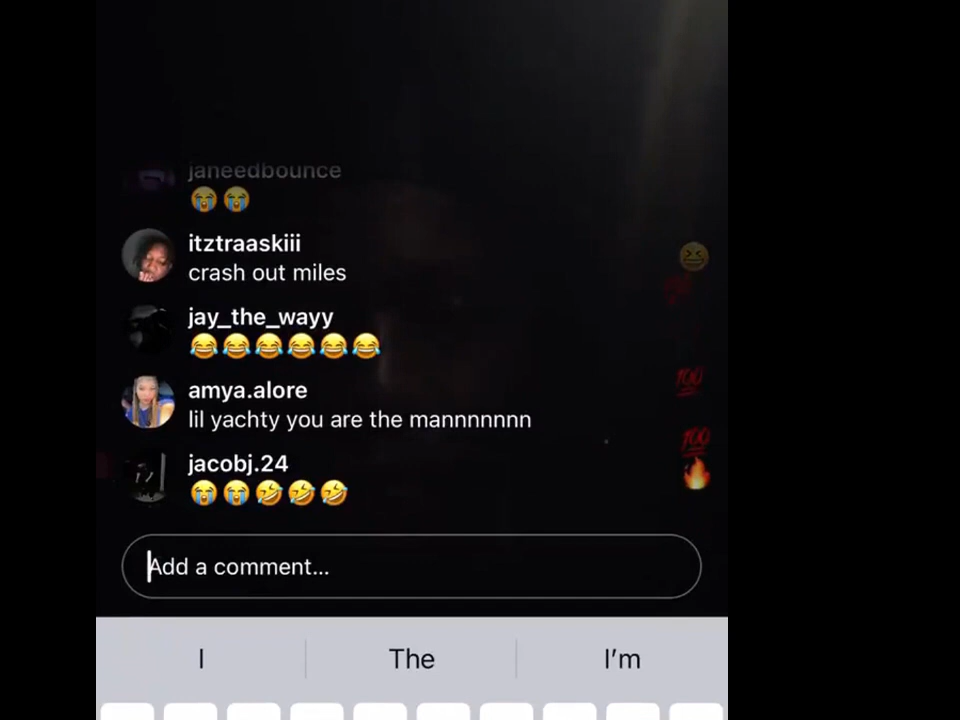 janeedbounce
😭😭
itztraaskiii
crash out miles
jay_the_wayy
😂😂😂😂😂😂
amya.alore
lil yachty you are the mannnnnnn
jacobj.24
😭😭🤣🤣🤣
Add a comment...
I The I'm